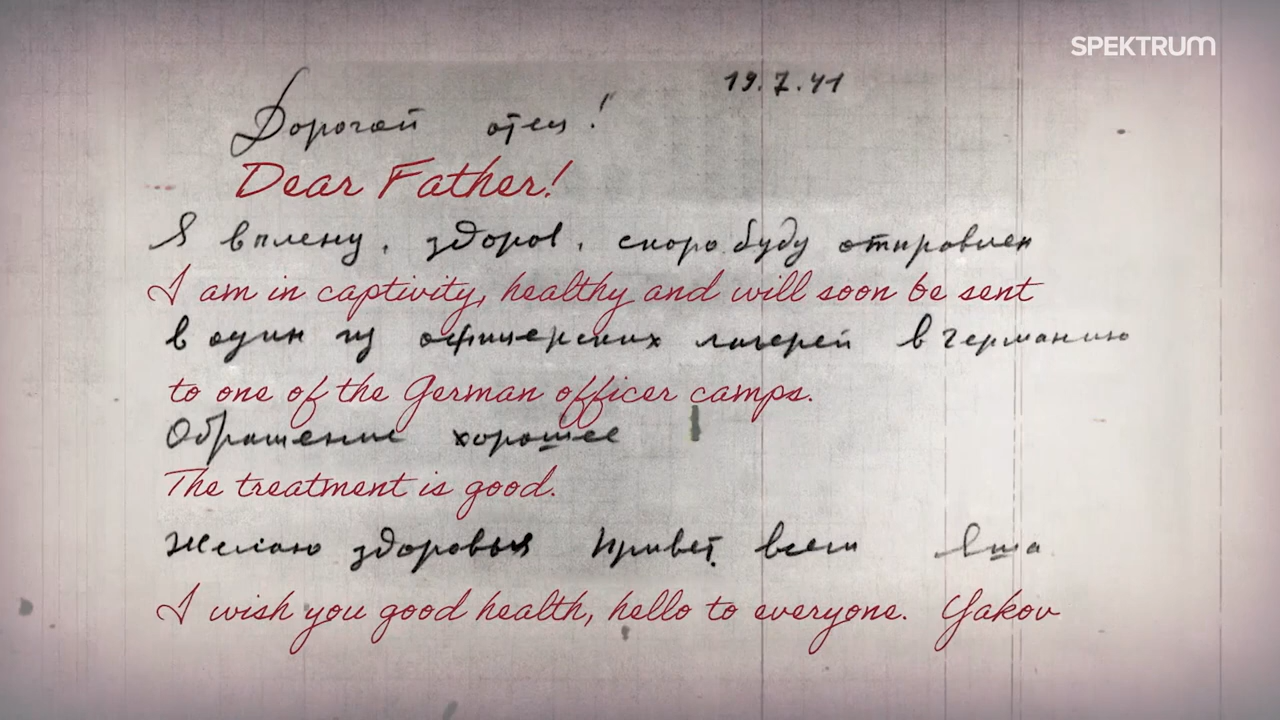 SPEKTRUM
19.7.41
Дорогой отец!
Dear Father!
Я в плену, здоров, скоро буду отправлен
I am in captivity, healthy and will soon be sent
в один из офицерских лагерей в Германию
to one of the German officer camps.
Обращение хорошее
The treatment is good.
Желаю здоровья Привет всем Яша
I wish you good health, hello to everyone. Yakov